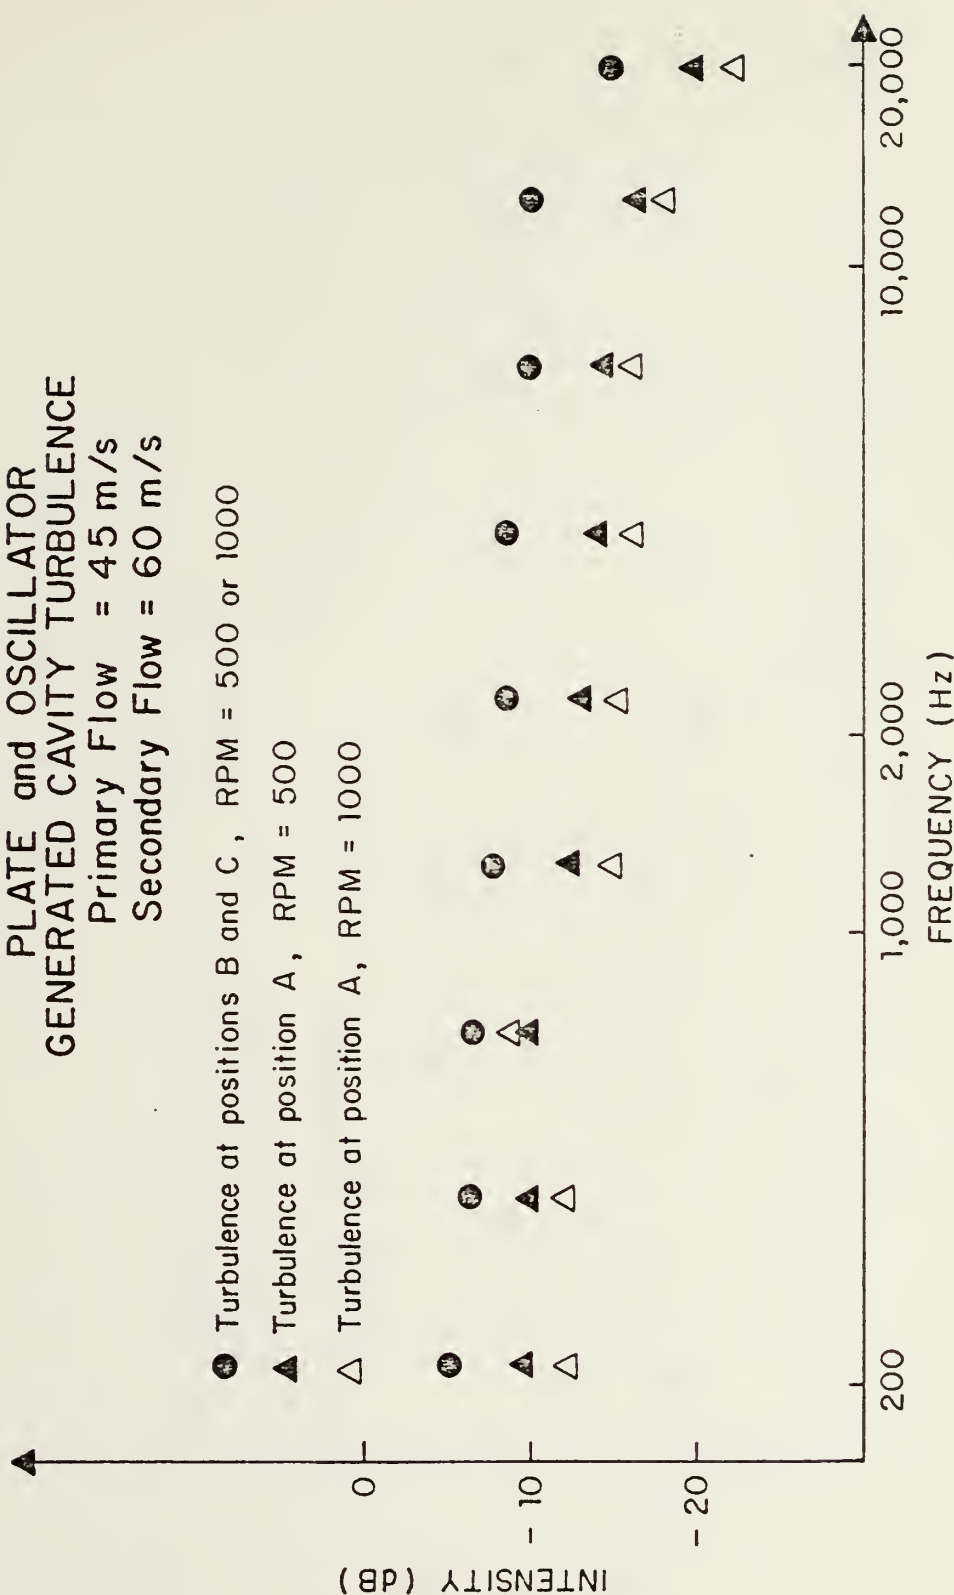 PLATE and OSCILLATOR
GENERATED CAVITY TURBULENCE
Primary Flow = 45 m/s
Secondary Flow = 60 m/s
Turbulence at positions B and C, RPM = 500 or 1000
Turbulence at position A, RPM = 500
Turbulence at position A, RPM = 1000
INTENSITY (dB)
0
-10
-20
200
1,000
2,000
10,000
20,000
FREQUENCY (Hz)